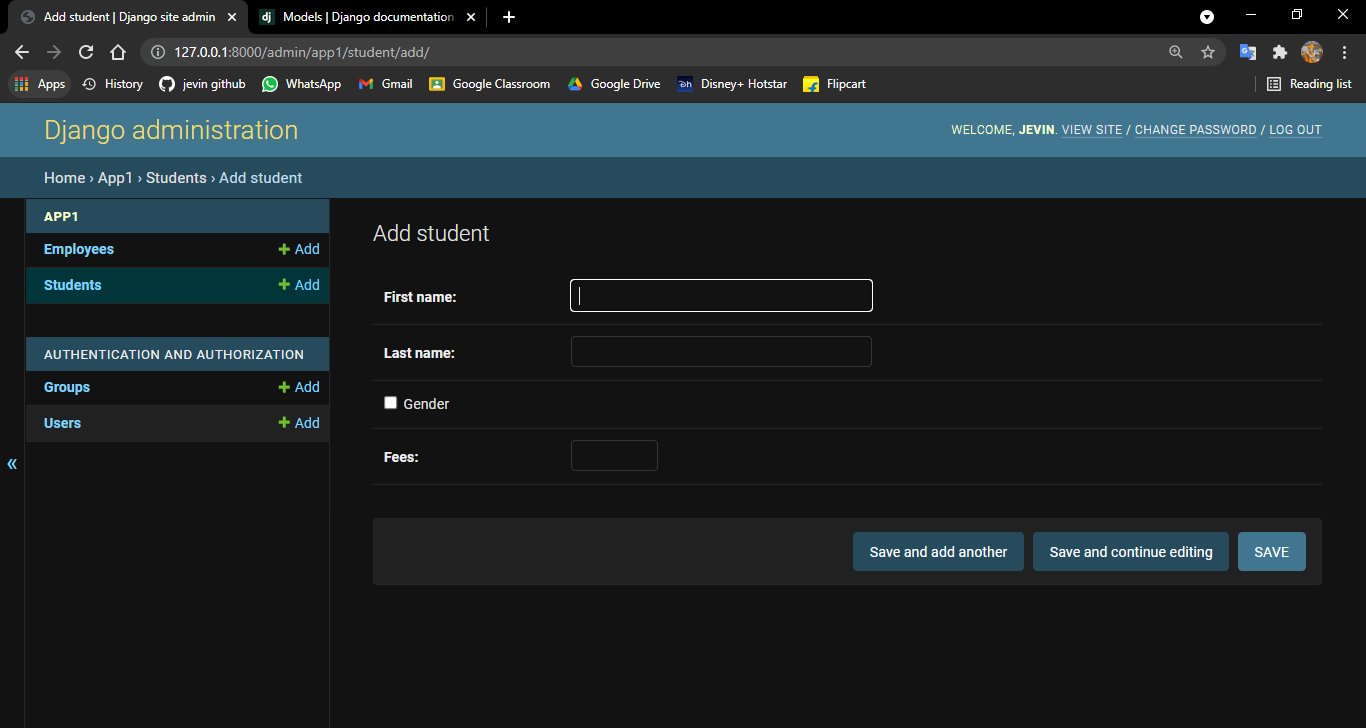 Add student | Django site admin
dj Models | Django documentation
127.0.0.1:8000/admin/app1/student/add/
Apps History jevin github WhatsApp Gmail Google Classroom Google Drive Disney+ Hotstar Flipcart Reading list
Django administration
WELCOME, JEVIN. VIEW SITE / CHANGE PASSWORD / LOG OUT
Home › App1 › Students › Add student
APP1
Employees + Add
Students + Add
AUTHENTICATION AND AUTHORIZATION
Groups + Add
Users + Add
«
Add student
First name:
Last name:
Gender
Fees:
Save and add another
Save and continue editing
SAVE